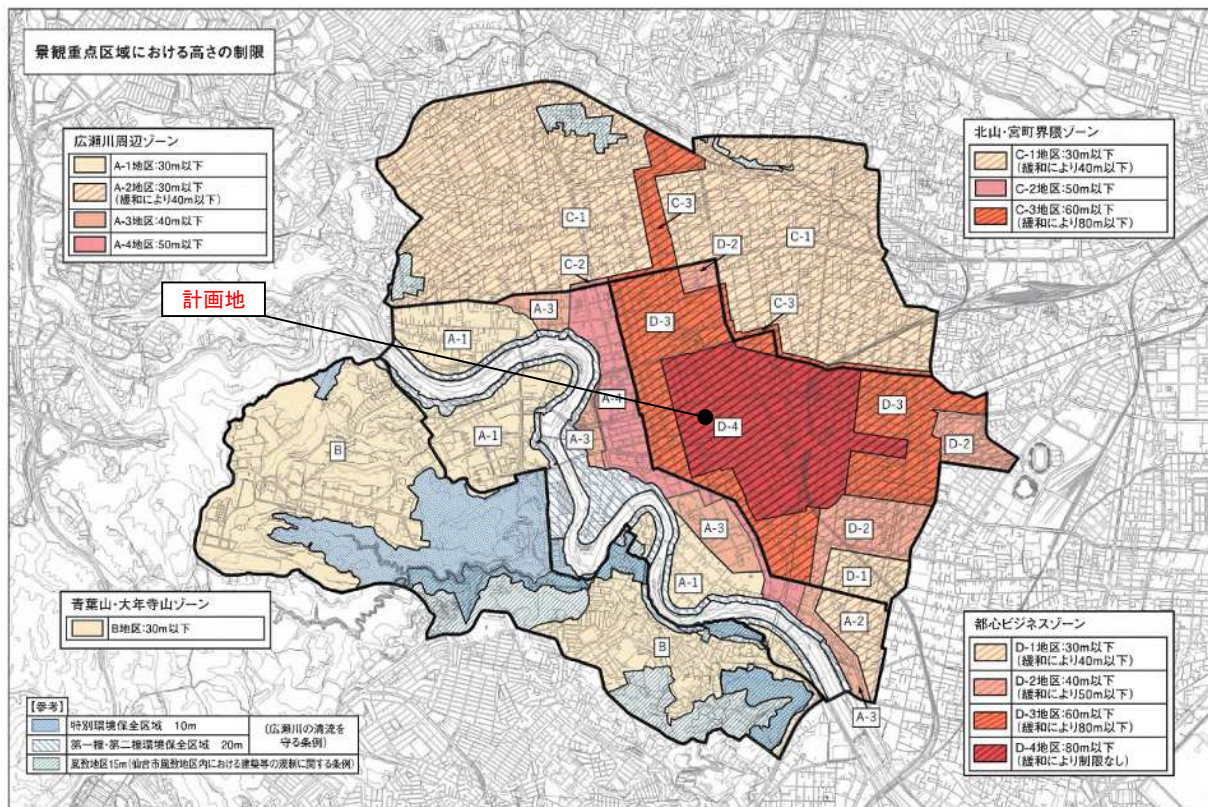 景観重点区域における高さの制限
広瀬川周辺ゾーン
A-1地区:30m以下
A-2地区:30m以下
(緩和により40m以下)
A-3地区:40m以下
A-4地区:50m以下
北山・宮町界隈ゾーン
C-1地区:30m以下
(緩和により40m以下)
C-2地区:50m以下
C-3地区:60m以下
(緩和により80m以下)
計画地
C-1
C-3
C-1
D-2
C-2
C-3
A-3
D-3
A-1
A-4
D-4
D-3
D-2
A-1
A-3
B
A-3
D-2
A-1
D-1
A-2
B
A-3
青葉山・大年寺山ゾーン
B地区:30m以下
都心ビジネスゾーン
D-1地区:30m以下
(緩和により40m以下)
D-2地区:40m以下
(緩和により50m以下)
D-3地区:60m以下
(緩和により80m以下)
D-4地区:80m以下
(緩和により制限なし)
【参考】
特別環境保全区域 10m
第一種・第二種環境保全区域 20m
(広瀬川の清流を
守る条例)
風致地区15m(仙台市風致地区内における建築等の規制に関する条例)